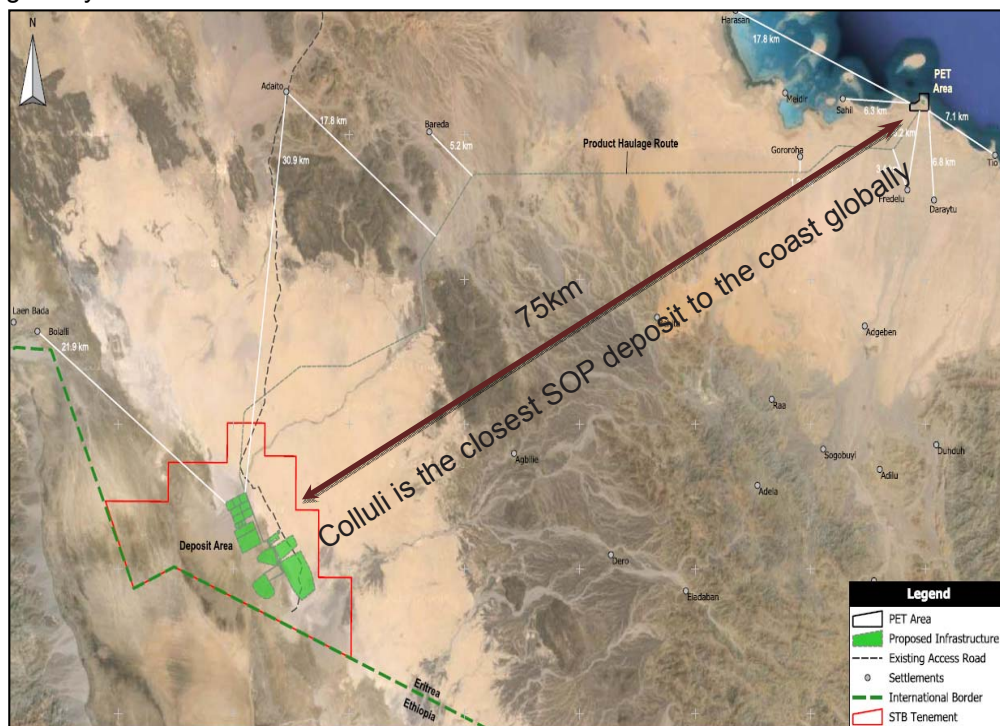 N
Harasan
17.8 km
PET
Area
Adaito
Meidir
Sahil
6.3 km
7.1 km
17.8 km
Bareda
5.2 km
Product Haulage Route
Gororoha
Tio
30.9 km
6.8 km
Fredelu
Daraytu
75km
Colluli is the closest SOP deposit to the coast globally
Laen Bada
Bolalli
21.9 km
Adgeben
Raa
Agbilie
Sogobuyi
Duhduh
Adilu
Adela
Deposit Area
Dero
Eladaban
Eritrea
Ethiopia
Legend
PET Area
Proposed Infrastructure
Existing Access Road
Settlements
International Border
STB Tenement